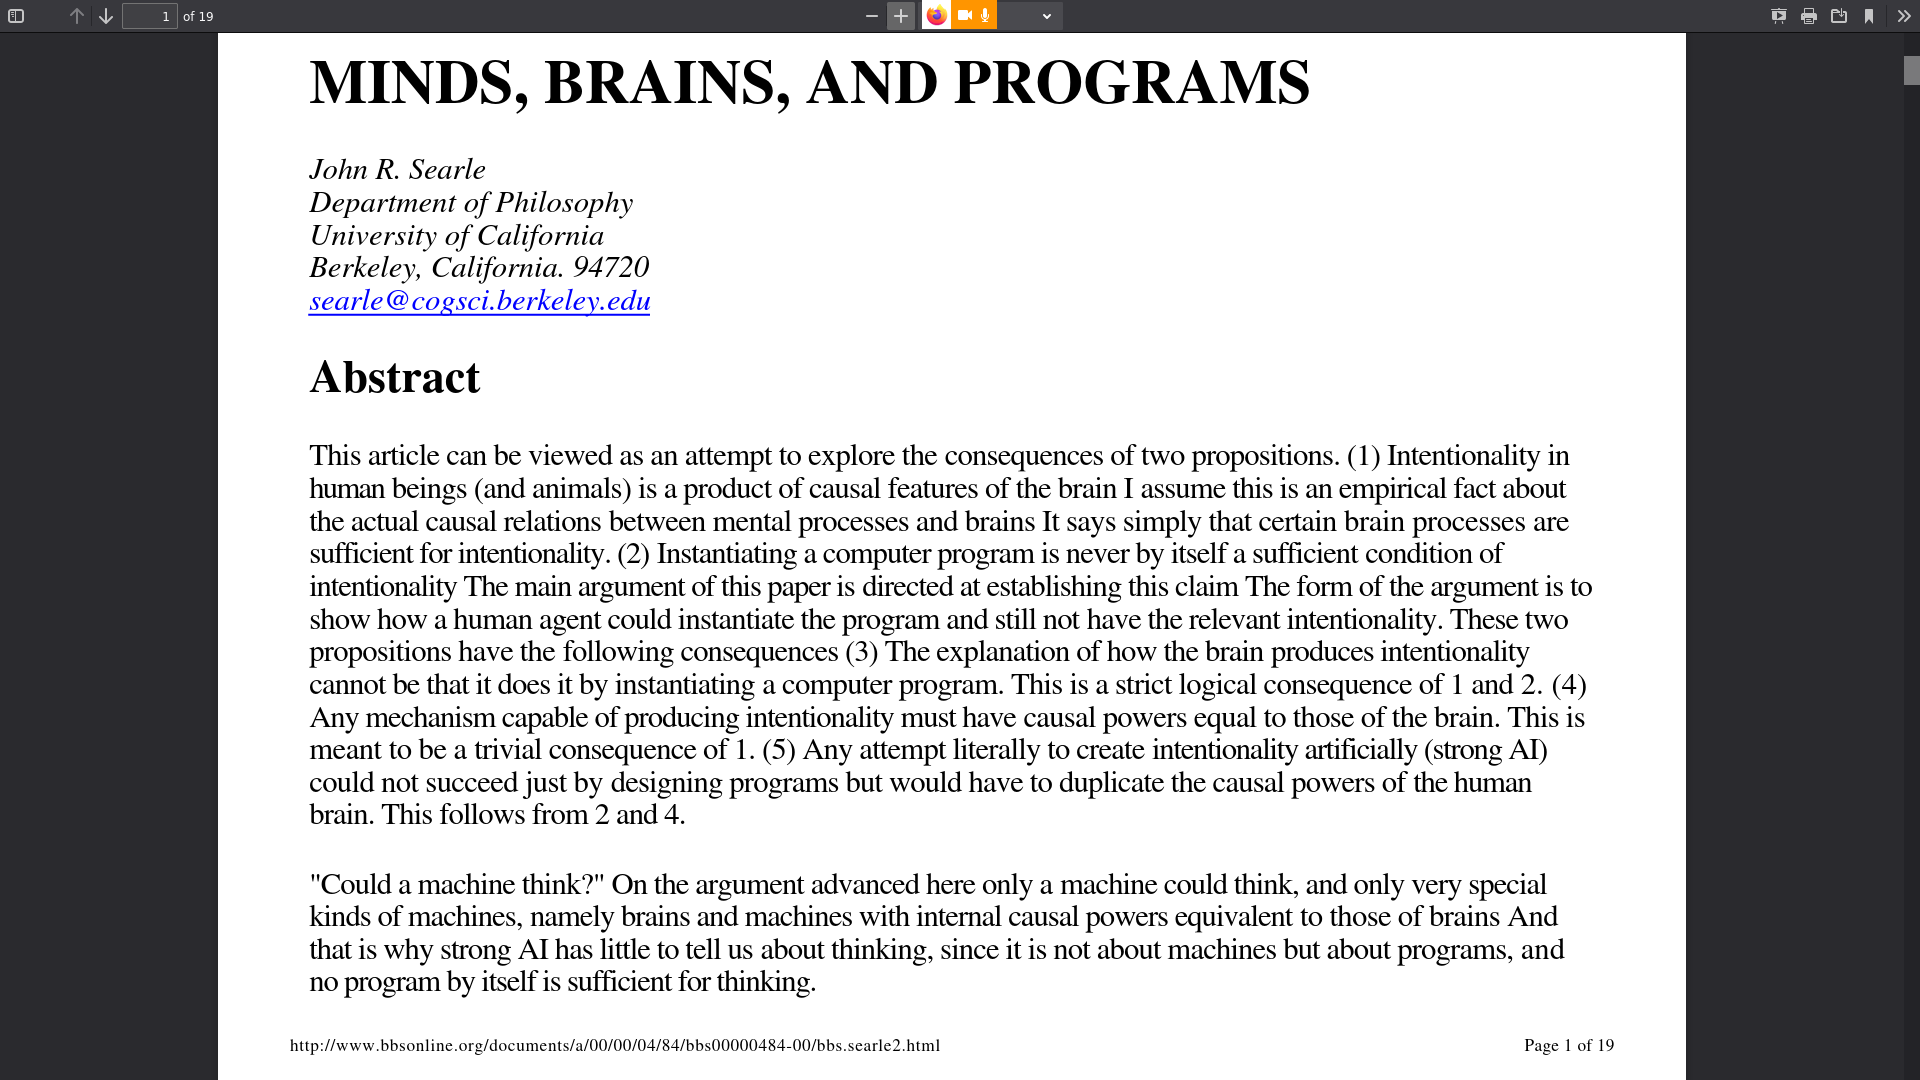 1 of 19
MINDS, BRAINS, AND PROGRAMS
John R. Searle
Department of Philosophy
University of California
Berkeley, California. 94720
searle@cogsci.berkeley.edu
Abstract
This article can be viewed as an attempt to explore the consequences of two propositions. (1) Intentionality in
human beings (and animals) is a product of causal features of the brain I assume this is an empirical fact about
the actual causal relations between mental processes and brains It says simply that certain brain processes are
sufficient for intentionality. (2) Instantiating a computer program is never by itself a sufficient condition of
intentionality The main argument of this paper is directed at establishing this claim The form of the argument is to
show how a human agent could instantiate the program and still not have the relevant intentionality. These two
propositions have the following consequences (3) The explanation of how the brain produces intentionality
cannot be that it does it by instantiating a computer program. This is a strict logical consequence of 1 and 2. (4)
Any mechanism capable of producing intentionality must have causal powers equal to those of the brain. This is
meant to be a trivial consequence of 1. (5) Any attempt literally to create intentionality artificially (strong AI)
could not succeed just by designing programs but would have to duplicate the causal powers of the human
brain. This follows from 2 and 4.
"Could a machine think?" On the argument advanced here only a machine could think, and only very special
kinds of machines, namely brains and machines with internal causal powers equivalent to those of brains And
that is why strong AI has little to tell us about thinking, since it is not about machines but about programs, and
no program by itself is sufficient for thinking.
http://www.bbsonline.org/documents/a/00/00/04/84/bbs00000484-00/bbs.searle2.html Page 1 of 19